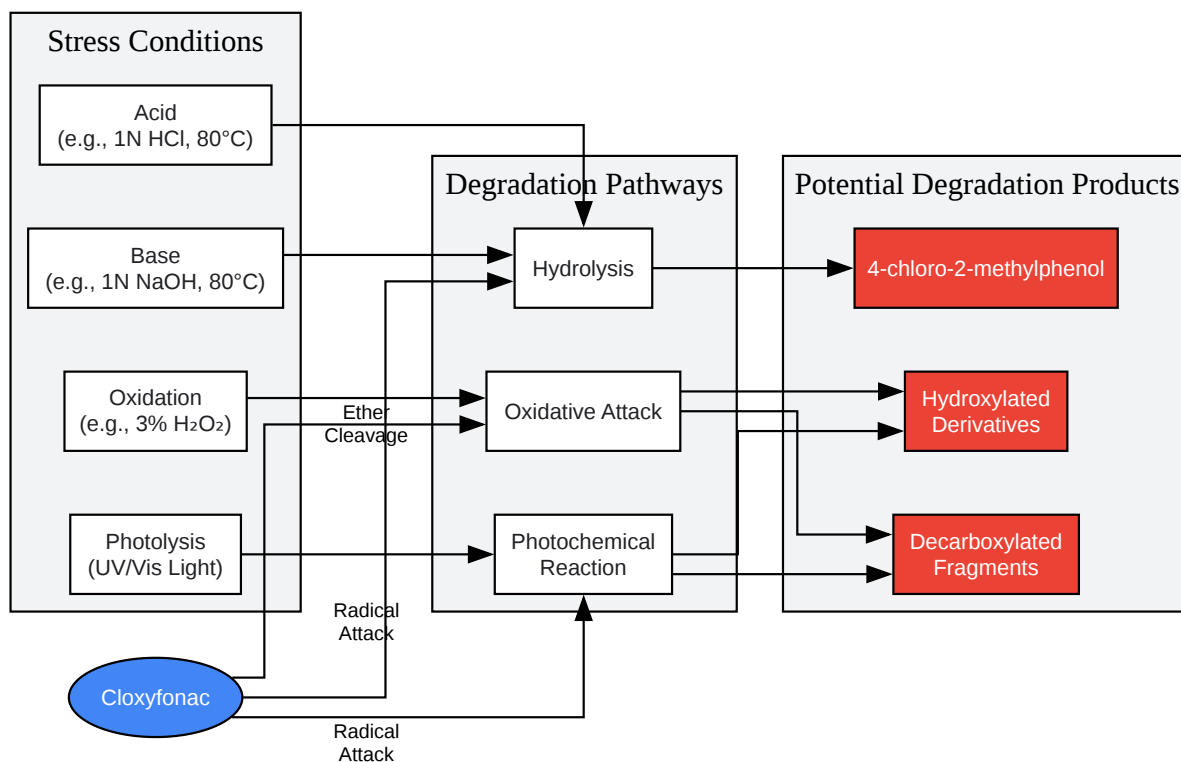 Stress Conditions
Acid
(e.g., 1N HCl, 80°C)
Base
(e.g., 1N NaOH, 80°C)
Oxidation
(e.g., 3% H₂O₂)
Photolysis
(UV/Vis Light)
Cloxyfonac
Ether
Cleavage
Radical
Attack
Radical
Attack
Degradation Pathways
Hydrolysis
Oxidative Attack
Photochemical
Reaction
Potential Degradation Products
4-chloro-2-methylphenol
Hydroxylated
Derivatives
Decarboxylated
Fragments